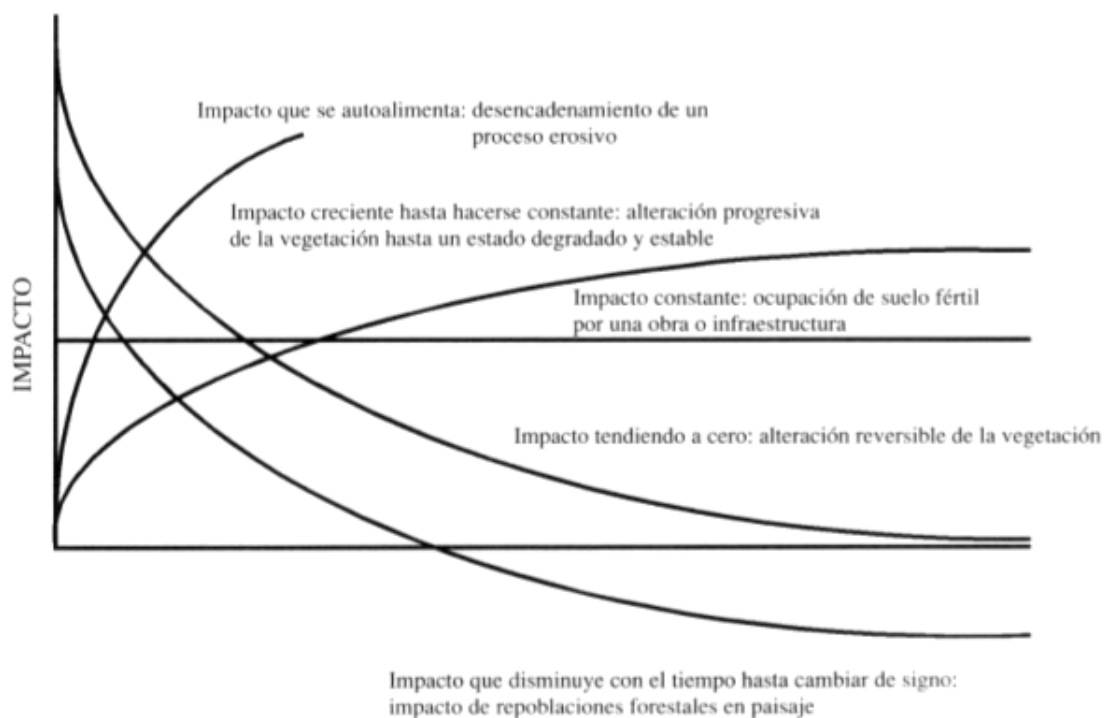 Impacto que se autoalimenta: desencadenamiento de un
proceso erosivo
Impacto creciente hasta hacerse constante: alteración progresiva
de la vegetación hasta un estado degradado y estable
Impacto constante: ocupación de suelo fértil
por una obra o infraestructura
IMPACTO
Impacto tendiendo a cero: alteración reversible de la vegetación
Impacto que disminuye con el tiempo hasta cambiar de signo:
impacto de repoblaciones forestales en paisaje